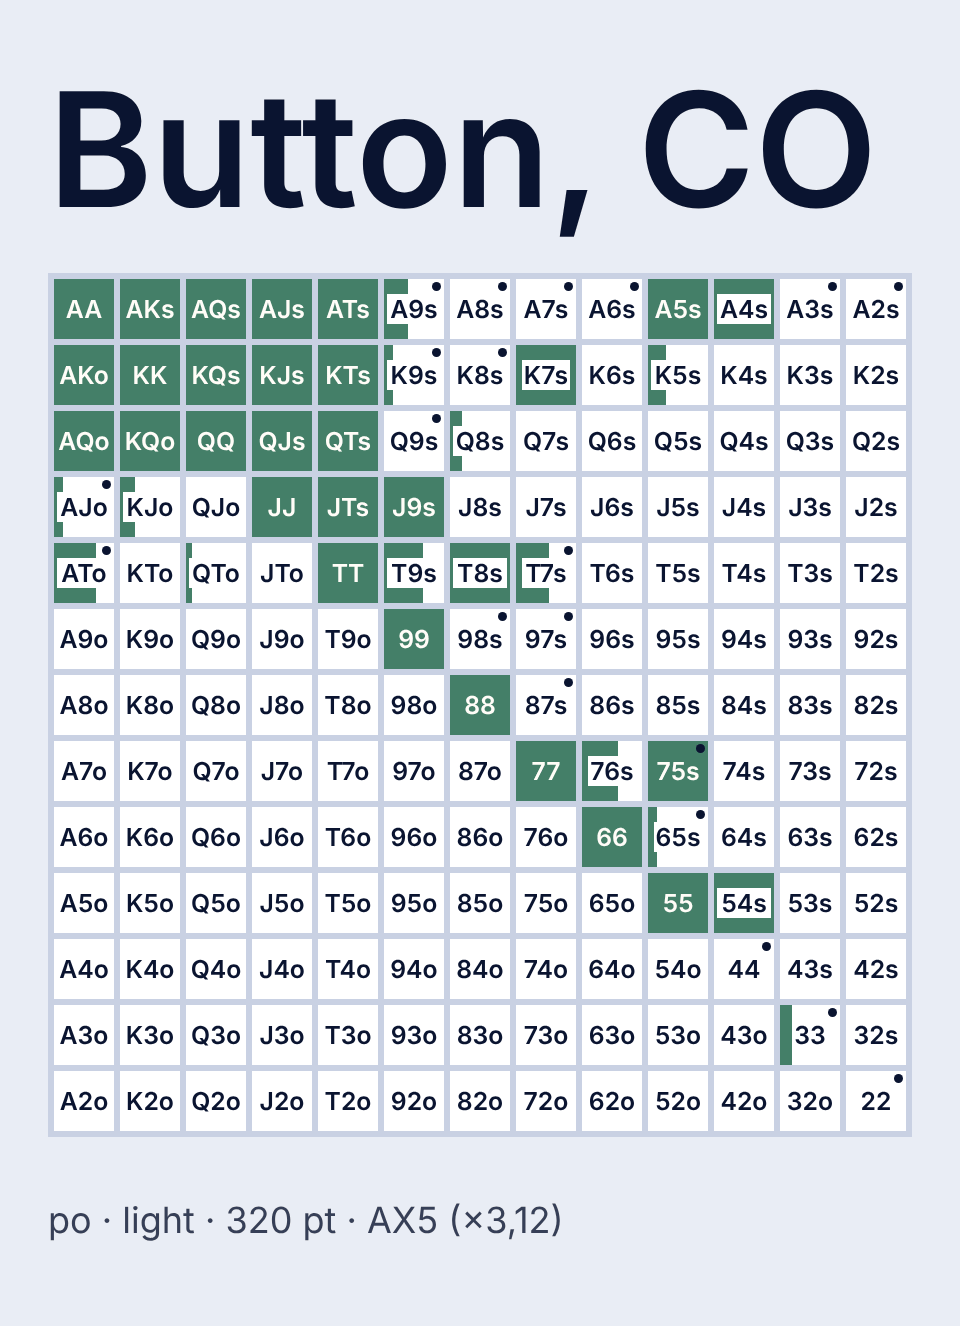 Button, CO
AA AKs AQs AJs ATs A9s A8s A7s A6s A5s A4s A3s A2s
AKo KK KQs KJs KTs K9s K8s K7s K6s K5s K4s K3s K2s
AQo KQo QQ QJs QTs Q9s Q8s Q7s Q6s Q5s Q4s Q3s Q2s
AJo KJo QJo JJ JTs J9s J8s J7s J6s J5s J4s J3s J2s
ATo KTo QTo JTo TT T9s T8s T7s T6s T5s T4s T3s T2s
A9o K9o Q9o J9o T9o 99 98s 97s 96s 95s 94s 93s 92s
A8o K8o Q8o J8o T8o 98o 88 87s 86s 85s 84s 83s 82s
A7o K7o Q7o J7o T7o 97o 87o 77 76s 75s 74s 73s 72s
A6o K6o Q6o J6o T6o 96o 86o 76o 66 65s 64s 63s 62s
A5o K5o Q5o J5o T5o 95o 85o 75o 65o 55 54s 53s 52s
A4o K4o Q4o J4o T4o 94o 84o 74o 64o 54o 44 43s 42s
A3o K3o Q3o J3o T3o 93o 83o 73o 63o 53o 43o 33 32s
A2o K2o Q2o J2o T2o 92o 82o 72o 62o 52o 42o 32o 22
po · light · 320 pt · AX5 (×3,12)